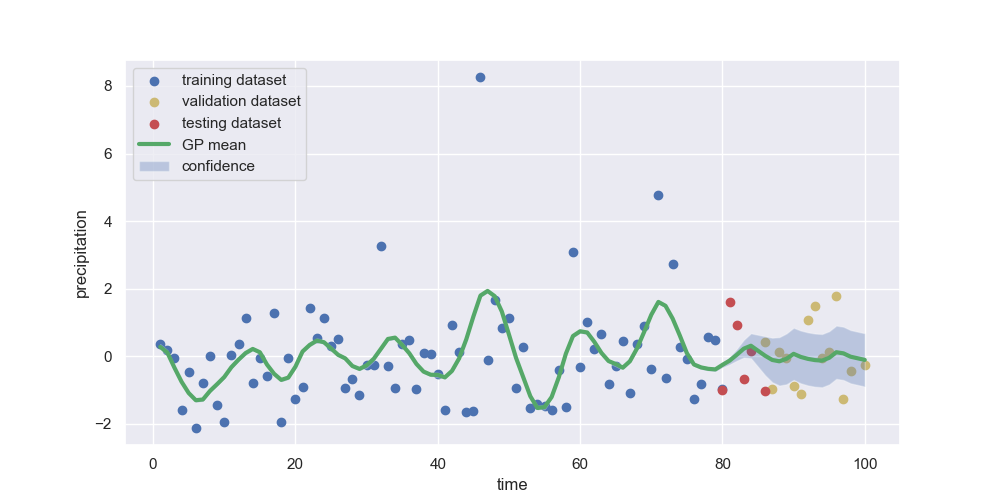 training dataset
validation dataset
testing dataset
GP mean
confidence
precipitation
8
6
4
2
0
−2
0 20 40 60 80 100
time